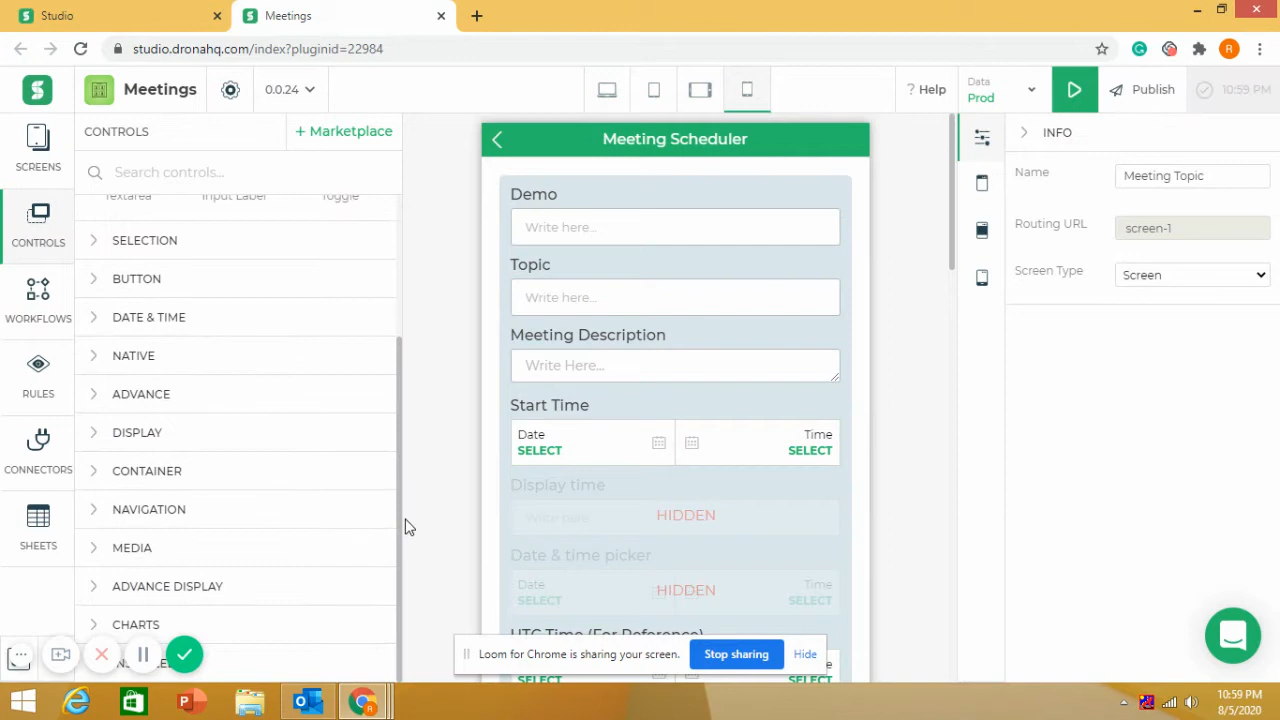 Studio
Meetings
studio.dronahq.com/index?pluginid=22984
R
Meetings
0.0.24
? Help
Data
Prod
Publish
10:59 PM
SCREENS
CONTROLS
WORKFLOWS
RULES
CONNECTORS
SHEETS
CONTROLS
+ Marketplace
Search controls...
Textarea Input Label Toggle
SELECTION
BUTTON
DATE & TIME
NATIVE
ADVANCE
DISPLAY
CONTAINER
NAVIGATION
MEDIA
ADVANCE DISPLAY
CHARTS
Meeting Scheduler
Demo
Write here...
Topic
Write here...
Meeting Description
Write Here...
Start Time
Date
SELECT
Time
SELECT
Display time
Write here
HIDDEN
Date & time picker
Date
SELECT
HIDDEN
Time
SELECT
UTC Time (For Reference)
SELECT
SELECT
Loom for Chrome is sharing your screen.
Stop sharing
Hide
INFO
Name
Meeting Topic
Routing URL
screen-1
Screen Type
Screen
10:59 PM
8/5/2020